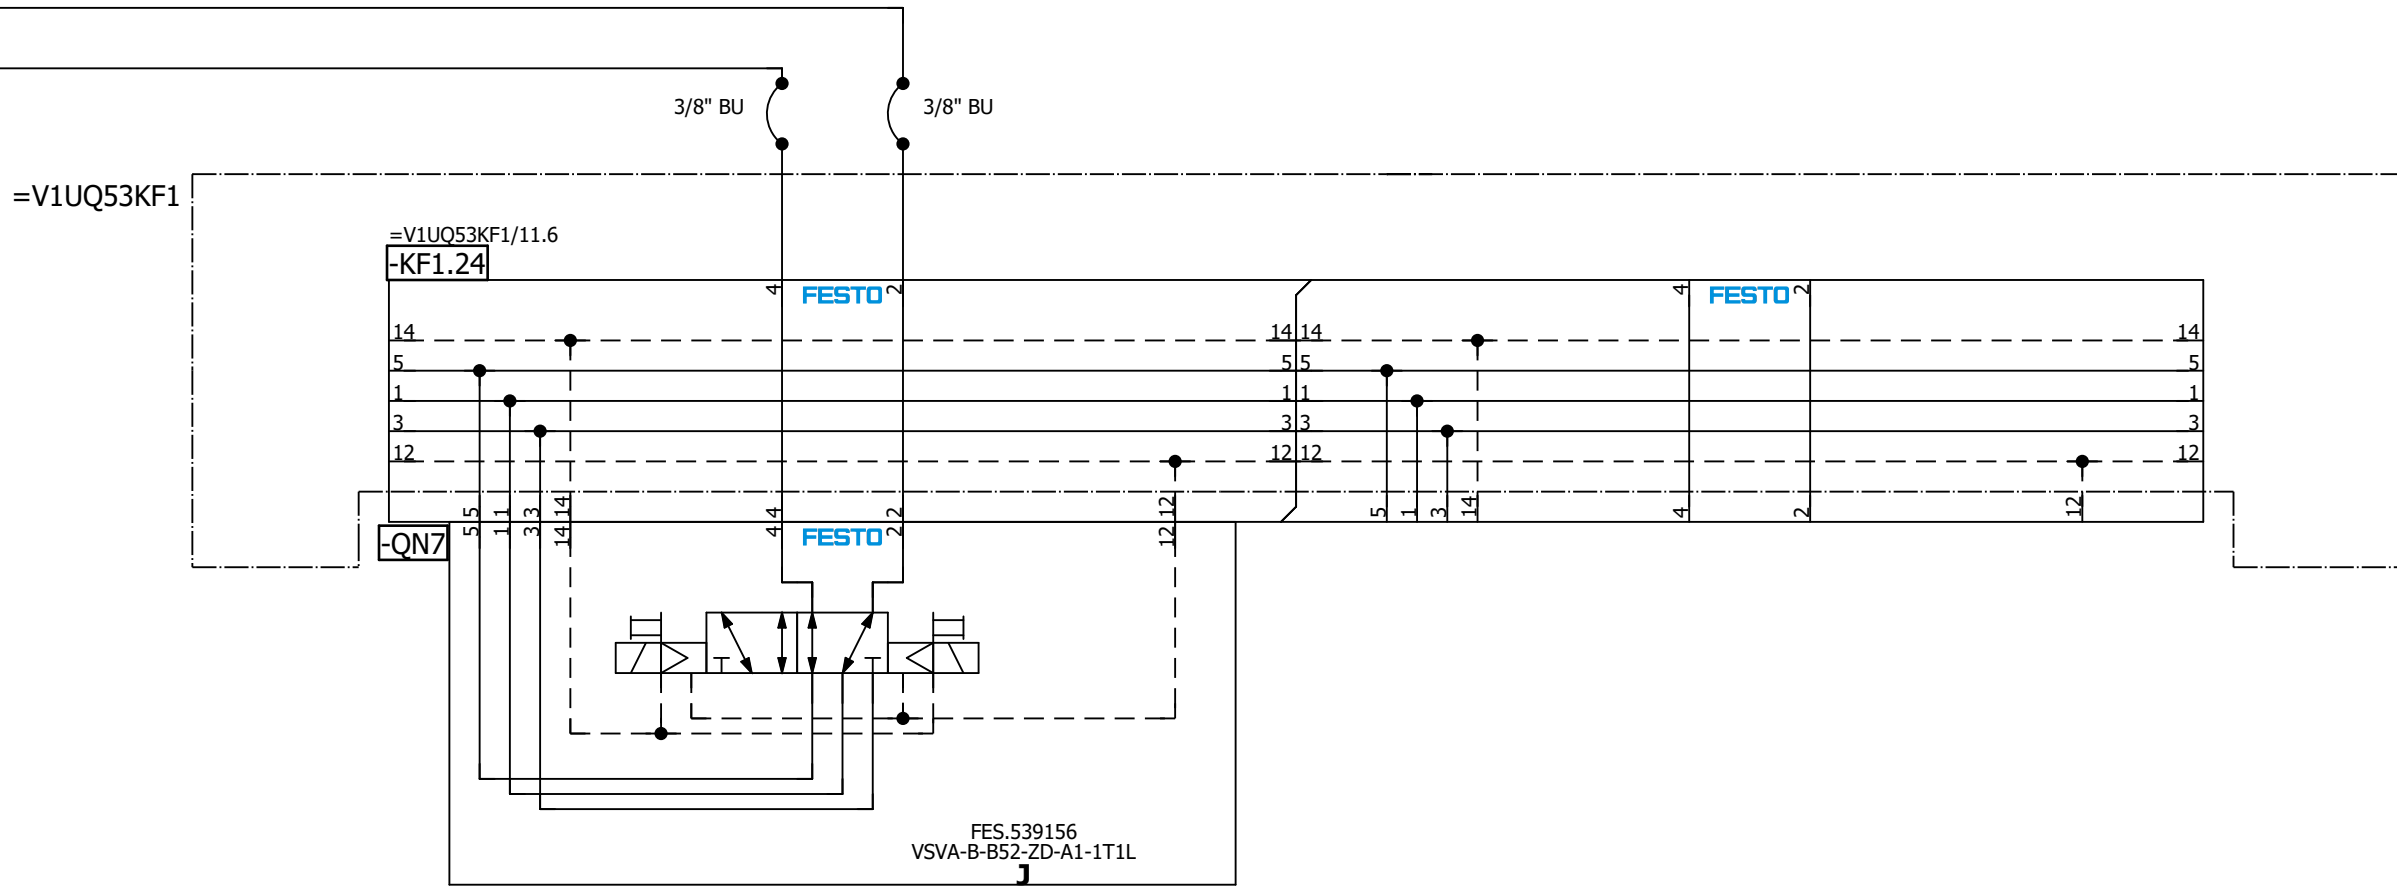 3/8" BU
3/8" BU
=V1UQ53KF1
=V1UQ53KF1/11.6
-KF1.24
4 FESTO 2
4 FESTO 2
14 14 14 14
5 5 5 5
1 1 1 1
3 3 3 3
12 12 12 12
5 1 3 14 4 2 12
5 1 3 14 4 2 12
-QN7
5 1 3 14 4 FESTO 2 12
FES.539156
VSVA-B-B52-ZD-A1-1T1L
J